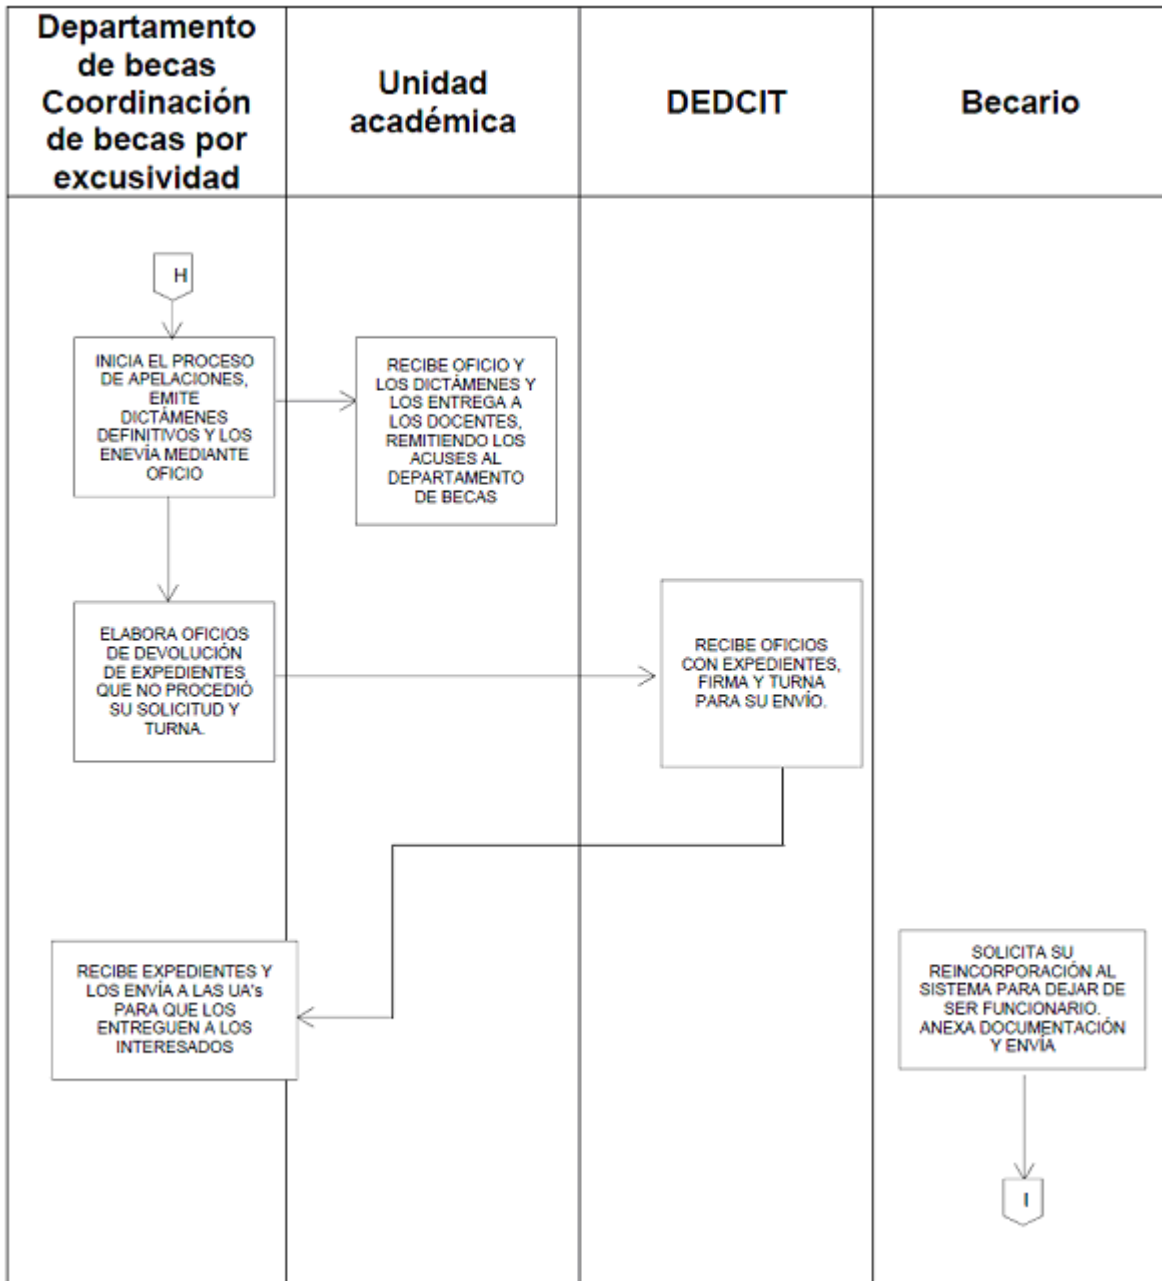 Departamento
de becas
Coordinación
de becas por
excusividad
Unidad
académica
DEDCIT
Becario
H
INICIA EL PROCESO
DE APELACIONES,
EMITE
DICTÁMENES
DEFINITIVOS Y LOS
ENEVÍA MEDIANTE
OFICIO
RECIBE OFICIO Y
LOS DICTÁMENES Y
LOS ENTREGA A
LOS DOCENTES,
REMITIENDO LOS
ACUSES AL
DEPARTAMENTO
DE BECAS
ELABORA OFICIOS
DE DEVOLUCIÓN
DE EXPEDIENTES
QUE NO PROCEDIÓ
SU SOLICITUD Y
TURNA.
RECIBE OFICIOS
CON EXPEDIENTES,
FIRMA Y TURNA
PARA SU ENVÍO.
RECIBE EXPEDIENTES Y
LOS ENVÍA A LAS UA's
PARA QUE LOS
ENTREGUEN A LOS
INTERESADOS
SOLICITA SU
REINCORPORACIÓN AL
SISTEMA PARA DEJAR DE
SER FUNCIONARIO.
ANEXA DOCUMENTACIÓN
Y ENVÍA
I